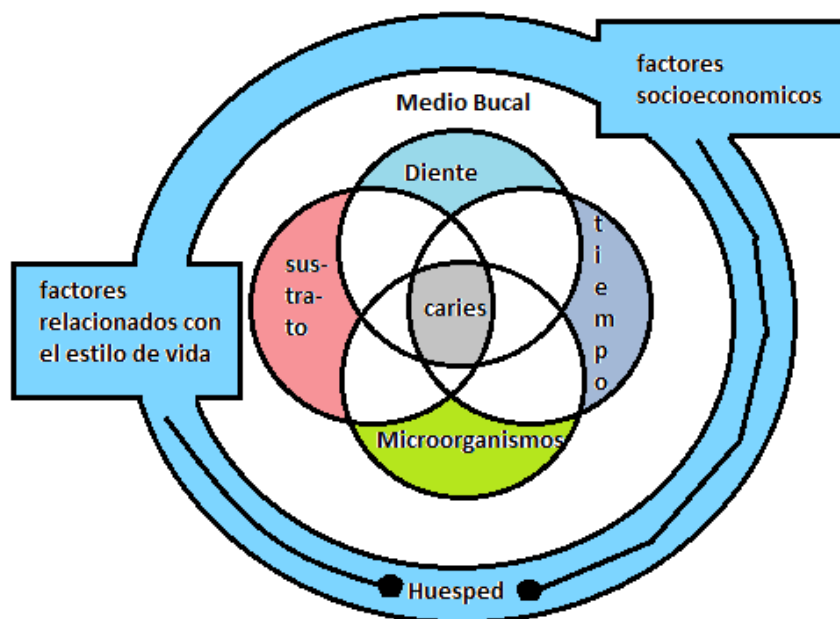 factores
socioeconomicos
Medio Bucal
Diente
sus-
tra-
to
t
i
e
m
p
o
factores
relacionados con
el estilo de vida
caries
Microorganismos
Huesped